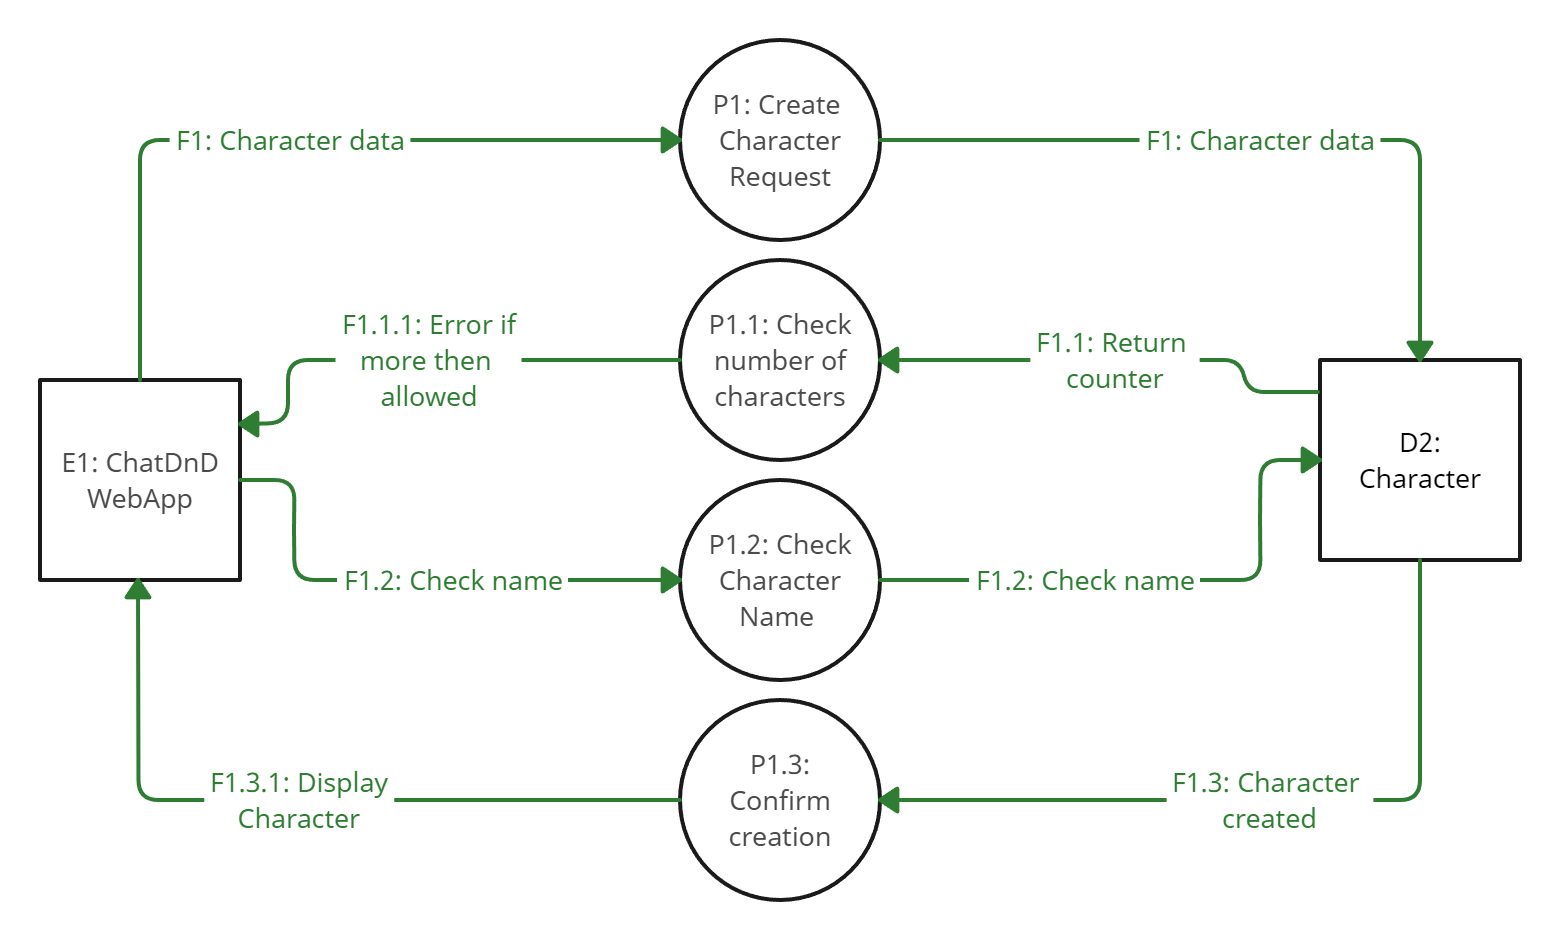 P1: Create
Character
Request
F1: Character data
F1: Character data
F1.1.1: Error if
more then
allowed
P1.1: Check
number of
characters
F1.1: Return
counter
E1: ChatDnD
WebApp
D2:
Character
F1.2: Check name
P1.2: Check
Character
Name
F1.2: Check name
F1.3.1: Display
Character
P1.3:
Confirm
creation
F1.3: Character
created